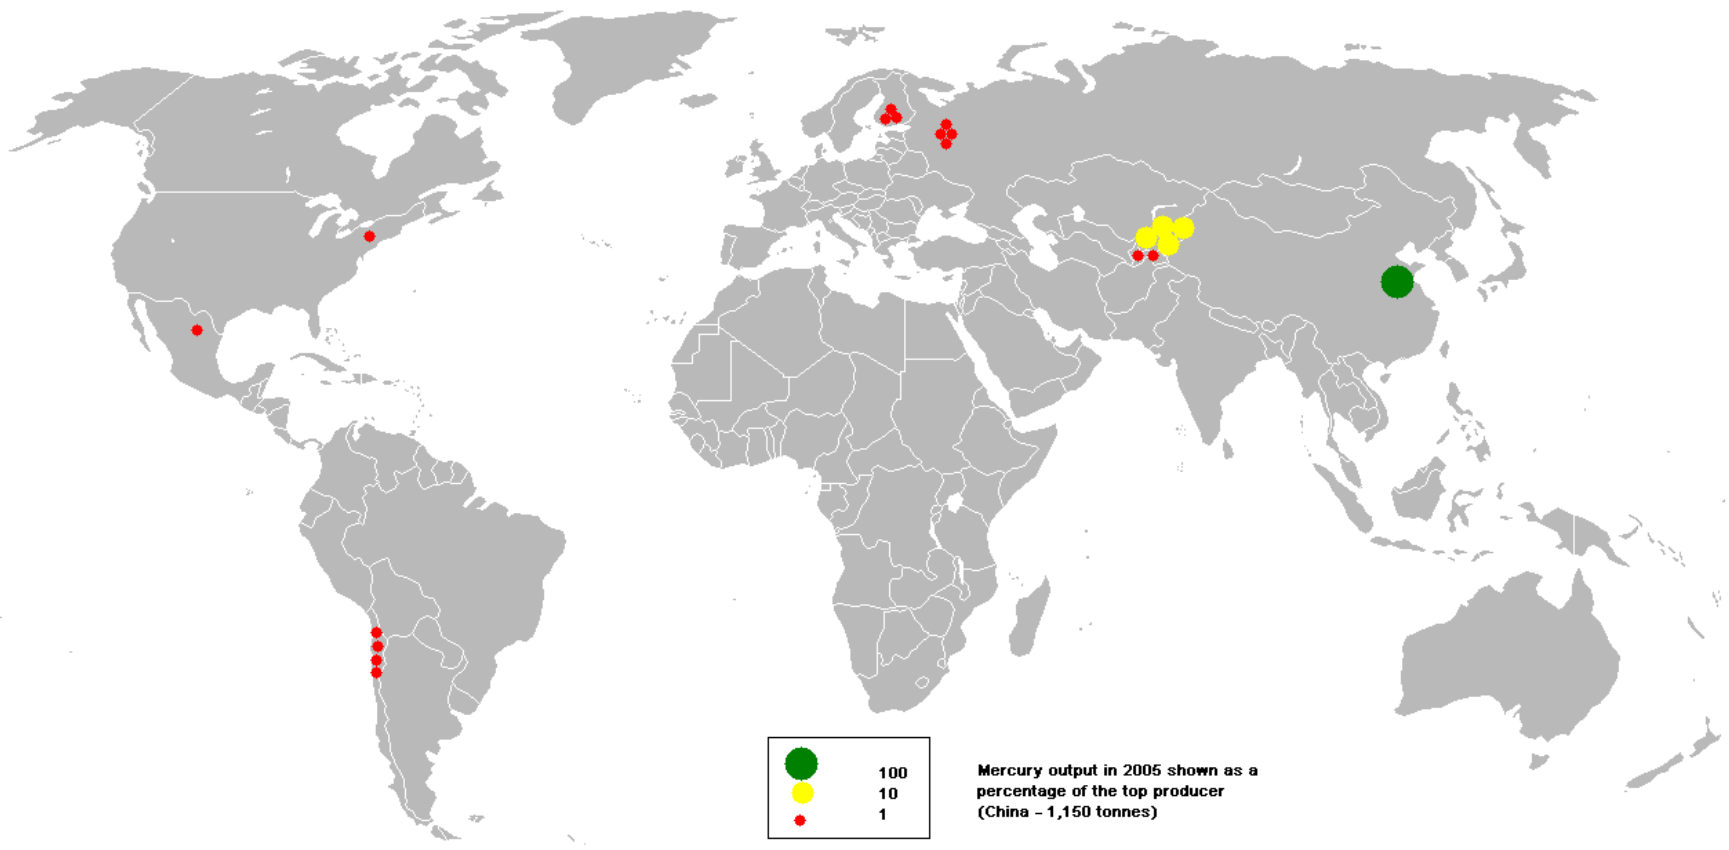 100
10
1
Mercury output in 2005 shown as a
percentage of the top producer
(China - 1,150 tonnes)